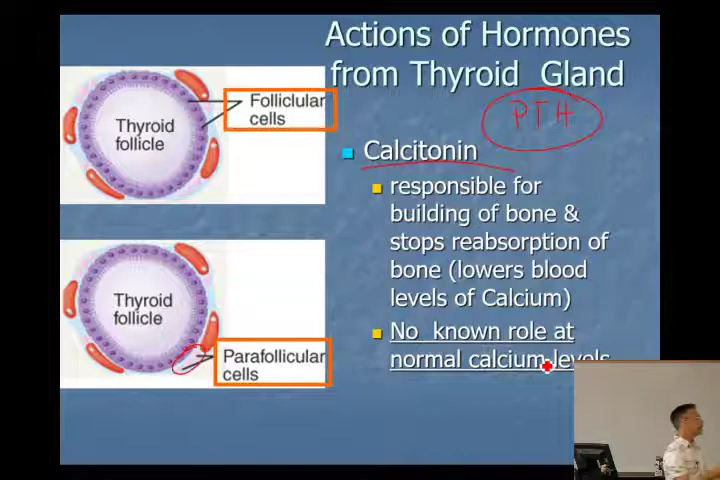 Actions of Hormones
from Thyroid Gland
PTH
Folliclular
cells
Thyroid
follicle
Calcitonin
responsible for
building of bone &
stops reabsorption of
bone (lowers blood
levels of Calcium)
No known role at
normal calcium levels
Thyroid
follicle
Parafollicular
cells